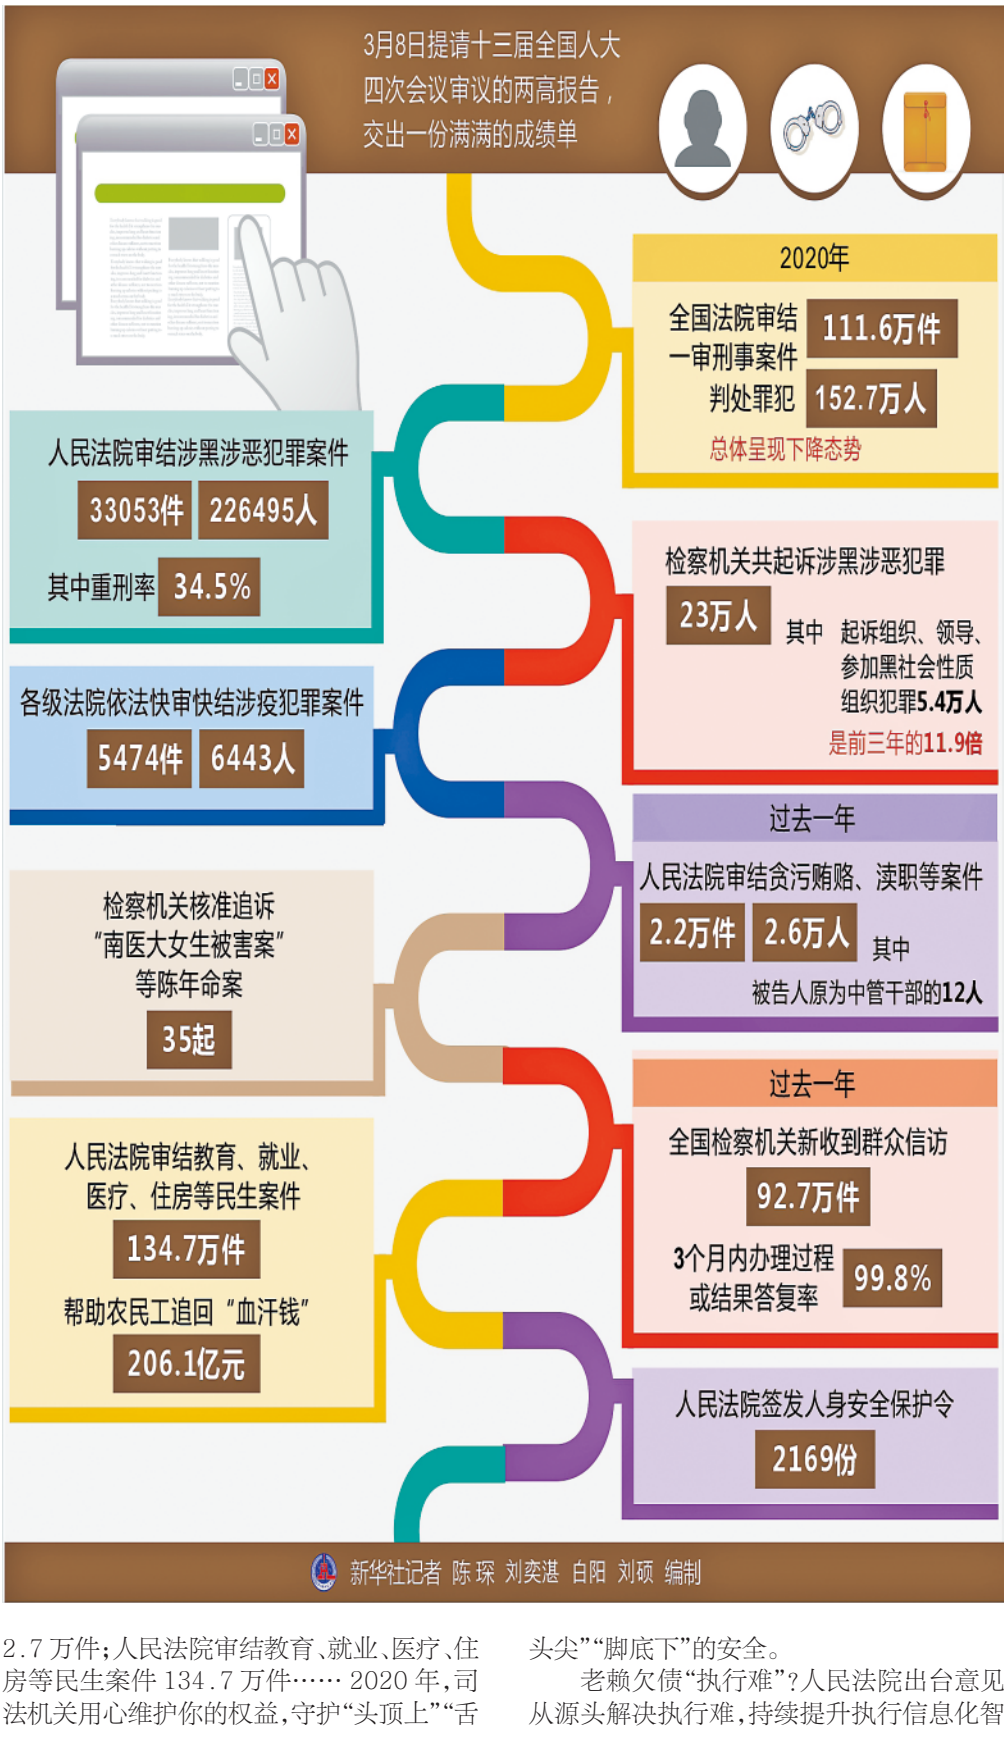 3月8日提请十三届全国人大
四次会议审议的两高报告，
交出一份满满的成绩单
2020年
全国法院审结
一审刑事案件
111.6万件
判处罪犯
152.7万人
总体呈现下降态势
人民法院审结涉黑涉恶犯罪案件
33053件 226495人
其中重刑率 34.5%
检察机关共起诉涉黑涉恶犯罪
23万人
其中 起诉组织、领导、
参加黑社会性质
组织犯罪5.4万人
是前三年的11.9倍
各级法院依法快审快结涉疫犯罪案件
5474件 6443人
过去一年
人民法院审结贪污贿赂、渎职等案件
2.2万件 2.6万人 其中
被告人原为中管干部的12人
检察机关核准追诉
“南医大女生被害案”
等陈年命案
35起
过去一年
全国检察机关新收到群众信访
92.7万件
3个月内办理过程
或结果答复率
99.8%
人民法院审结教育、就业、
医疗、住房等民生案件
134.7万件
帮助农民工追回“血汗钱”
206.1亿元
人民法院签发人身安全保护令
2169份
新华社记者 陈琛 刘奕湛 白阳 刘硕 编制
2.7万件;人民法院审结教育、就业、医疗、住
房等民生案件134.7万件……2020年,司
法机关用心维护你的权益,守护“头顶上”“舌
头尖”“脚底下”的安全。
老赖欠债“执行难”?人民法院出台意见
从源头解决执行难,持续提升执行信息化智